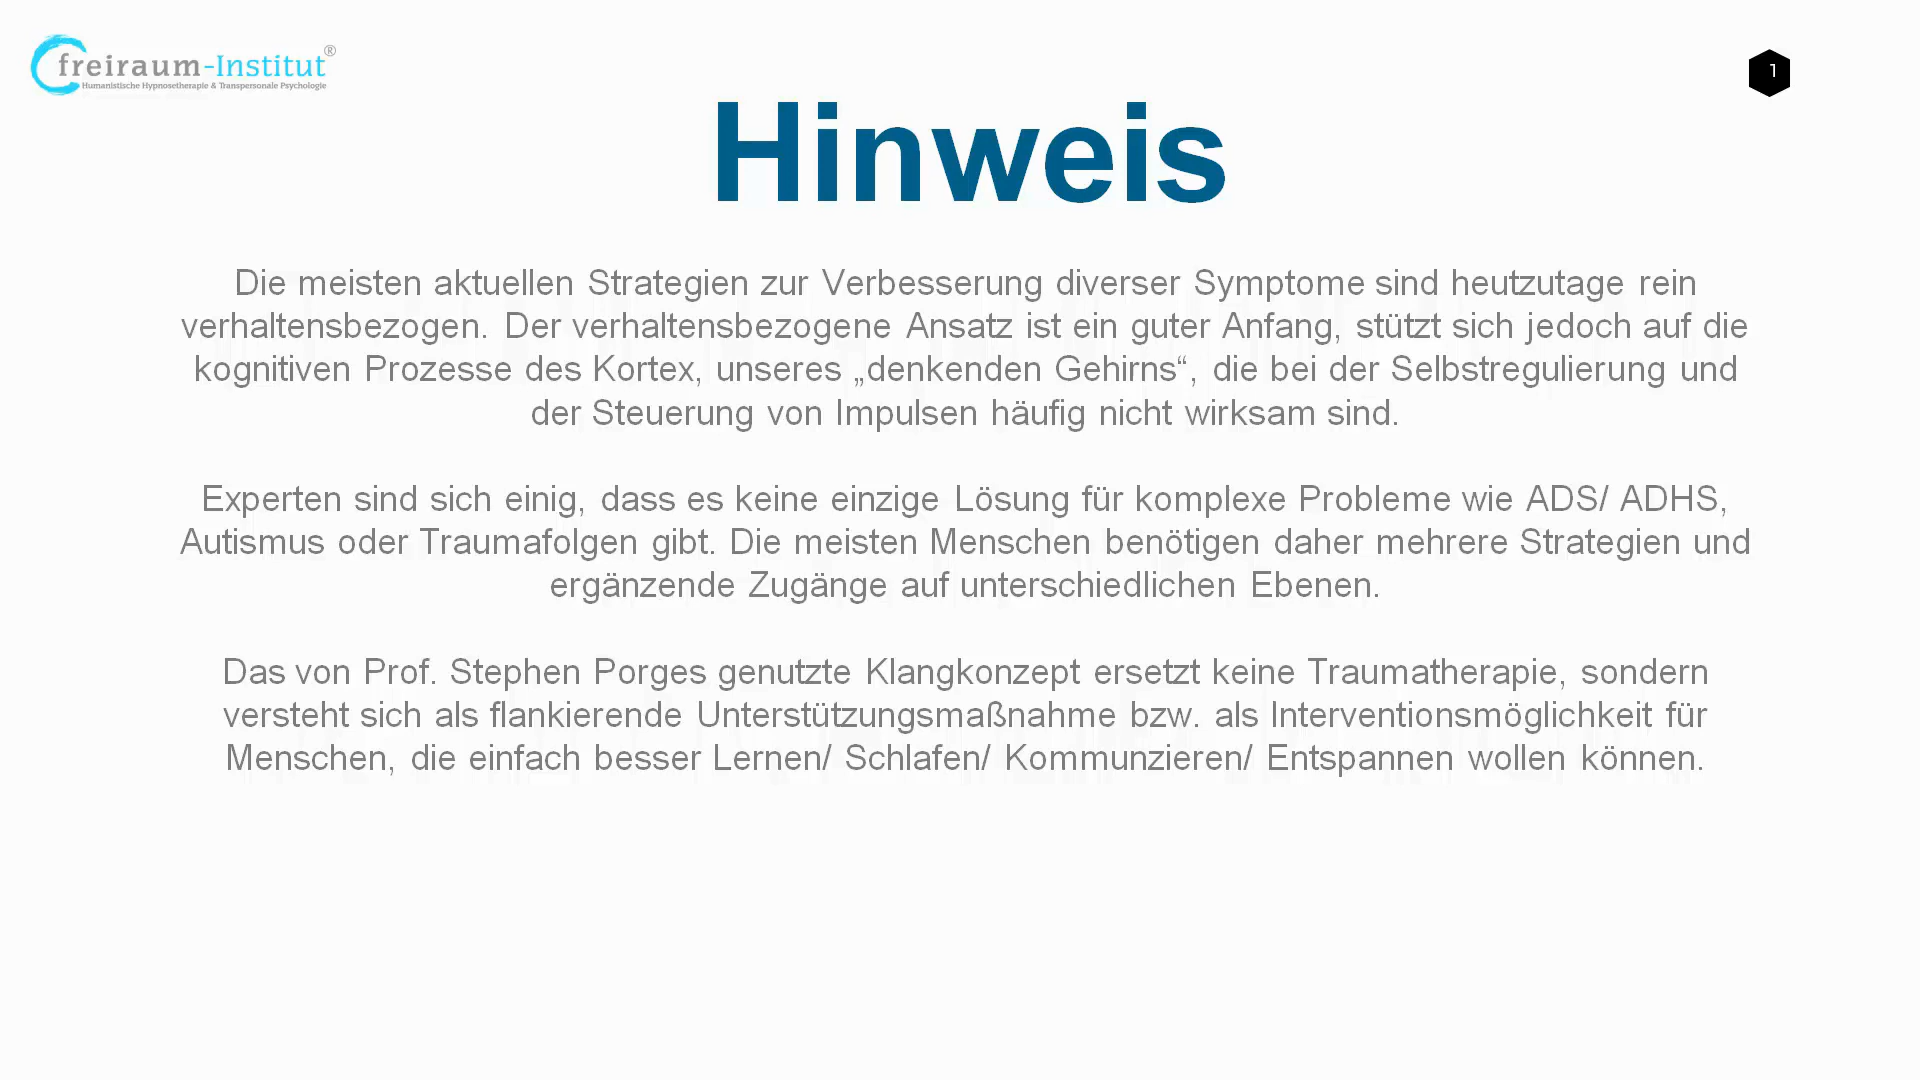 freiraum-Institut®
Humanistische Hypnosetherapie & Transpersonale Psychologie
1
Hinweis
Die meisten aktuellen Strategien zur Verbesserung diverser Symptome sind heutzutage rein
verhaltensbezogen. Der verhaltensbezogene Ansatz ist ein guter Anfang, stützt sich jedoch auf die
kognitiven Prozesse des Kortex, unseres „denkenden Gehirns“, die bei der Selbstregulierung und
der Steuerung von Impulsen häufig nicht wirksam sind.
Experten sind sich einig, dass es keine einzige Lösung für komplexe Probleme wie ADS/ ADHS,
Autismus oder Traumafolgen gibt. Die meisten Menschen benötigen daher mehrere Strategien und
ergänzende Zugänge auf unterschiedlichen Ebenen.
Das von Prof. Stephen Porges genutzte Klangkonzept ersetzt keine Traumatherapie, sondern
versteht sich als flankierende Unterstützungsmaßnahme bzw. als Interventionsmöglichkeit für
Menschen, die einfach besser Lernen/ Schlafen/ Kommunzieren/ Entspannen wollen können.